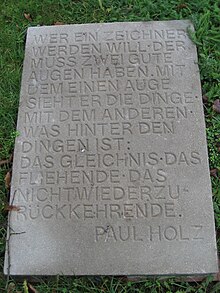 WER EIN ZEICHNER
WERDEN WILL · DER
MUSS ZWEI GUTE
AUGEN HABEN. MIT
DEM EINEN AUGE
SIEHT ER DIE DINGE ·
MIT DEM ANDEREN ·
WAS HINTER DEN
DINGEN IST:
DAS GLEICHNIS · DAS
FLIEHENDE · DAS
NICHTWIEDERZU-
RÜCKKEHRENDE.
PAUL HOLZ